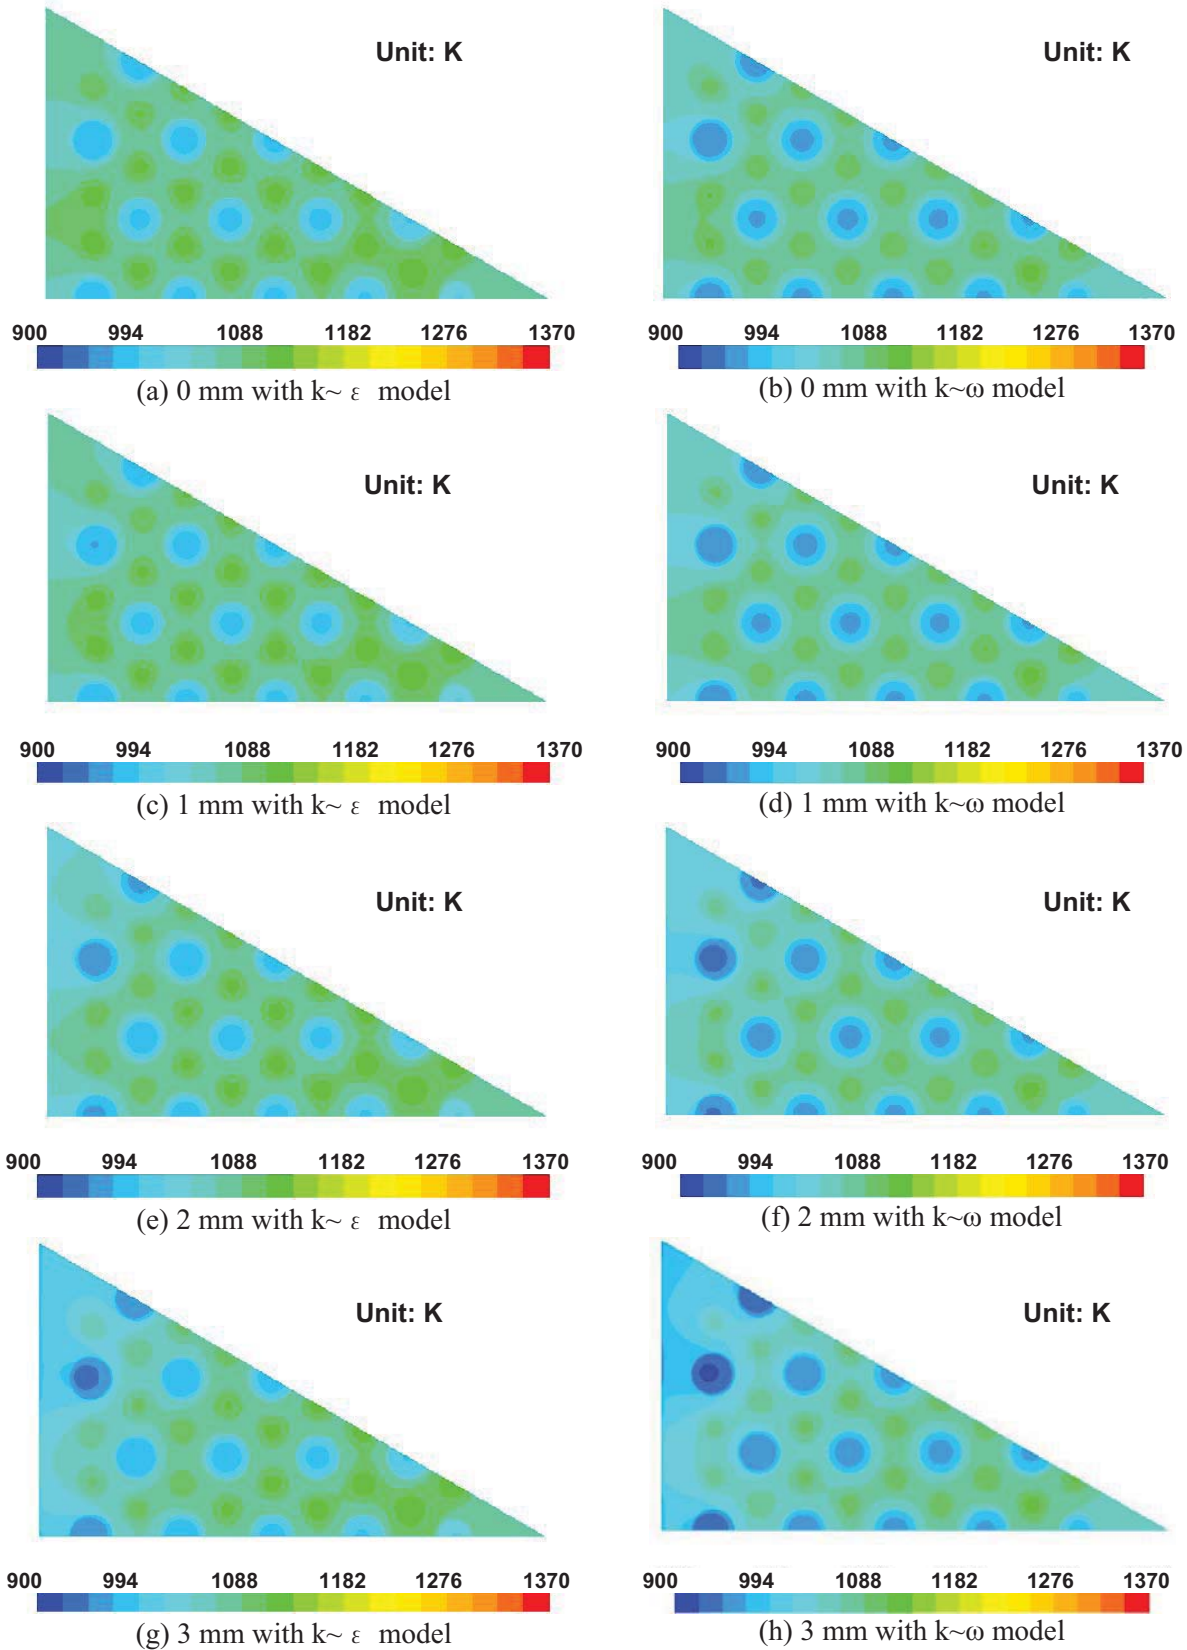 Unit: K
Unit: K
900 994 1088 1182 1276 1370
900 994 1088 1182 1276 1370
(a) 0 mm with k~ ε model
(b) 0 mm with k~ω model
Unit: K
Unit: K
900 994 1088 1182 1276 1370
900 994 1088 1182 1276 1370
(c) 1 mm with k~ ε model
(d) 1 mm with k~ω model
Unit: K
Unit: K
900 994 1088 1182 1276 1370
900 994 1088 1182 1276 1370
(e) 2 mm with k~ ε model
(f) 2 mm with k~ω model
Unit: K
Unit: K
900 994 1088 1182 1276 1370
900 994 1088 1182 1276 1370
(g) 3 mm with k~ ε model
(h) 3 mm with k~ω model